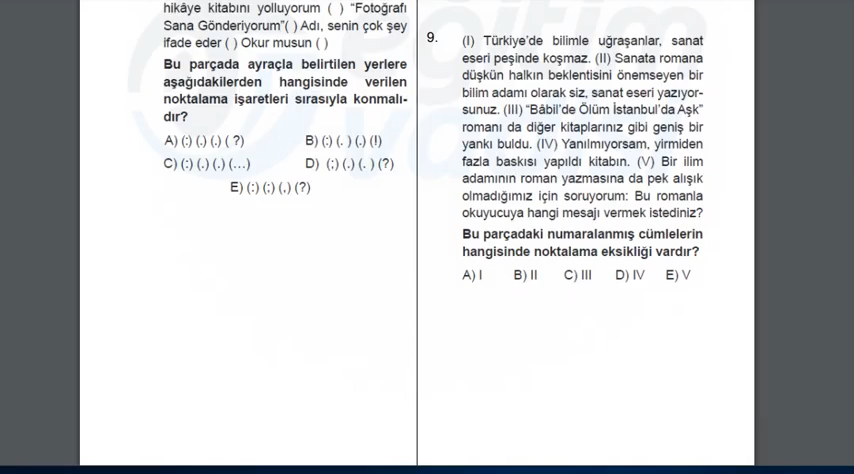 hikâye kitabını yolluyorum ( ) “Fotoğrafı
Sana Gönderiyorum”( ) Adı, senin çok şey
ifade eder ( ) Okur musun ( )
Bu parçada ayraçla belirtilen yerlere
aşağıdakilerden hangisinde verilen
noktalama işaretleri sırasıyla konmalı-
dır?
A) (:) (.) (.) ( ?)
B) (:) (. ) (.) (!)
C) (:) (.) (.) (...)
D) (;) (.) (. ) (?)
E) (:) (;) (.) (?)
9.
(I) Türkiye’de bilimle uğraşanlar, sanat
eseri peşinde koşmaz. (II) Sanata romana
düşkün halkın beklentisini önemseyen bir
bilim adamı olarak siz, sanat eseri yazıyor-
sunuz. (III) “Bâbil’de Ölüm İstanbul’da Aşk”
romanı da diğer kitaplarınız gibi geniş bir
yankı buldu. (IV) Yanılmıyorsam, yirmiden
fazla baskısı yapıldı kitabın. (V) Bir ilim
adamının roman yazmasına da pek alışık
olmadığımız için soruyorum: Bu romanla
okuyucuya hangi mesajı vermek istediniz?
Bu parçadaki numaralanmış cümlelerin
hangisinde noktalama eksikliği vardır?
A) I B) II C) III D) IV E) V